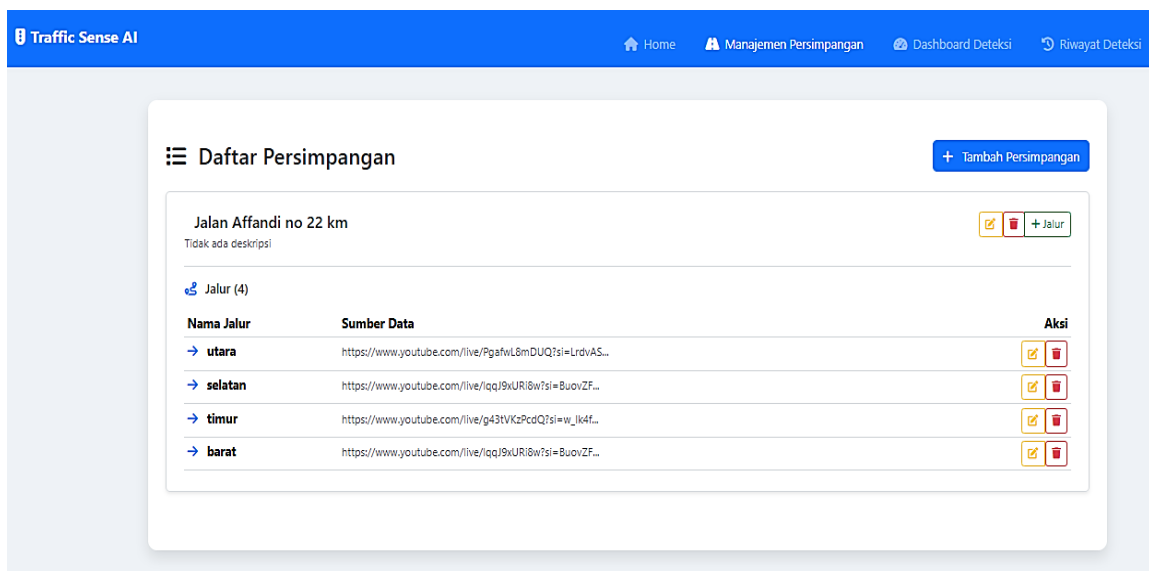 Traffic Sense AI
Home Manajemen Persimpangan Dashboard Deteksi Riwayat Deteksi
Daftar Persimpangan
+ Tambah Persimpangan
Jalan Affandi no 22 km
+ Jalur
Tidak ada deskripsi
Jalur (4)
Nama Jalur Sumber Data Aksi
→ utara https://www.youtube.com/live/PgafwL8mDUQ?si=LrdvAS...
→ selatan https://www.youtube.com/live/IqqJ9xURi8w?si=BuovZF...
→ timur https://www.youtube.com/live/g43tVKzPcdQ?si=w_Ik4f...
→ barat https://www.youtube.com/live/IqqJ9xURi8w?si=BuovZF...